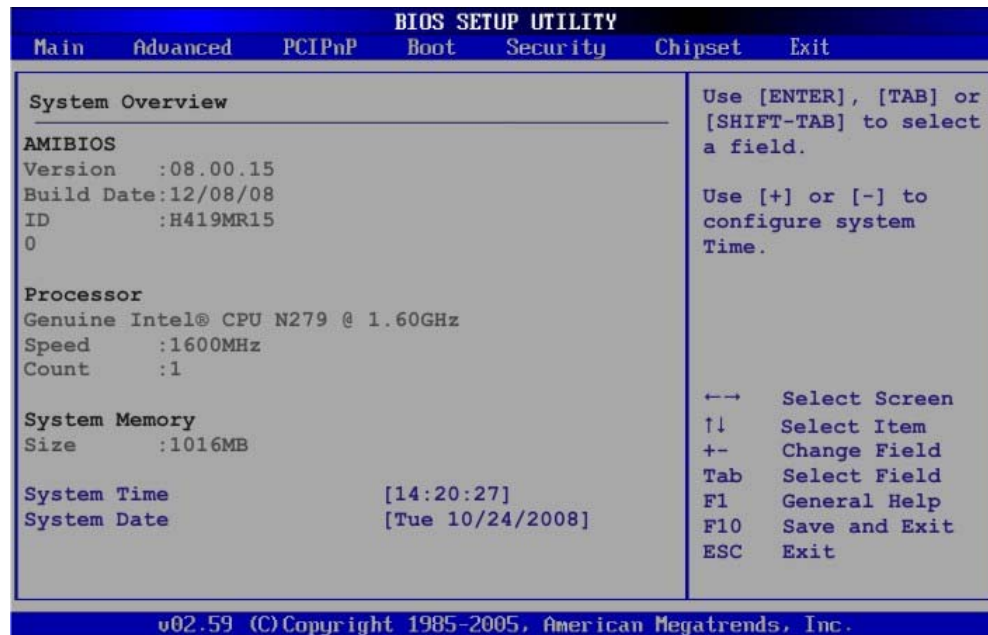 BIOS SETUP UTILITY
Main Advanced PCIPnP Boot Security Chipset Exit
System Overview
AMIBIOS
Version :08.00.15
Build Date:12/08/08
ID :H419MR15
0
Processor
Genuine Intel® CPU N279 @ 1.60GHz
Speed :1600MHz
Count :1
System Memory
Size :1016MB
System Time [14:20:27]
System Date [Tue 10/24/2008]
Use [ENTER], [TAB] or
[SHIFT-TAB] to select
a field.
Use [+] or [-] to
configure system
Time.
←→ Select Screen
↑↓ Select Item
+- Change Field
Tab Select Field
F1 General Help
F10 Save and Exit
ESC Exit
v02.59 (C)Copyright 1985-2005, American Megatrends, Inc.